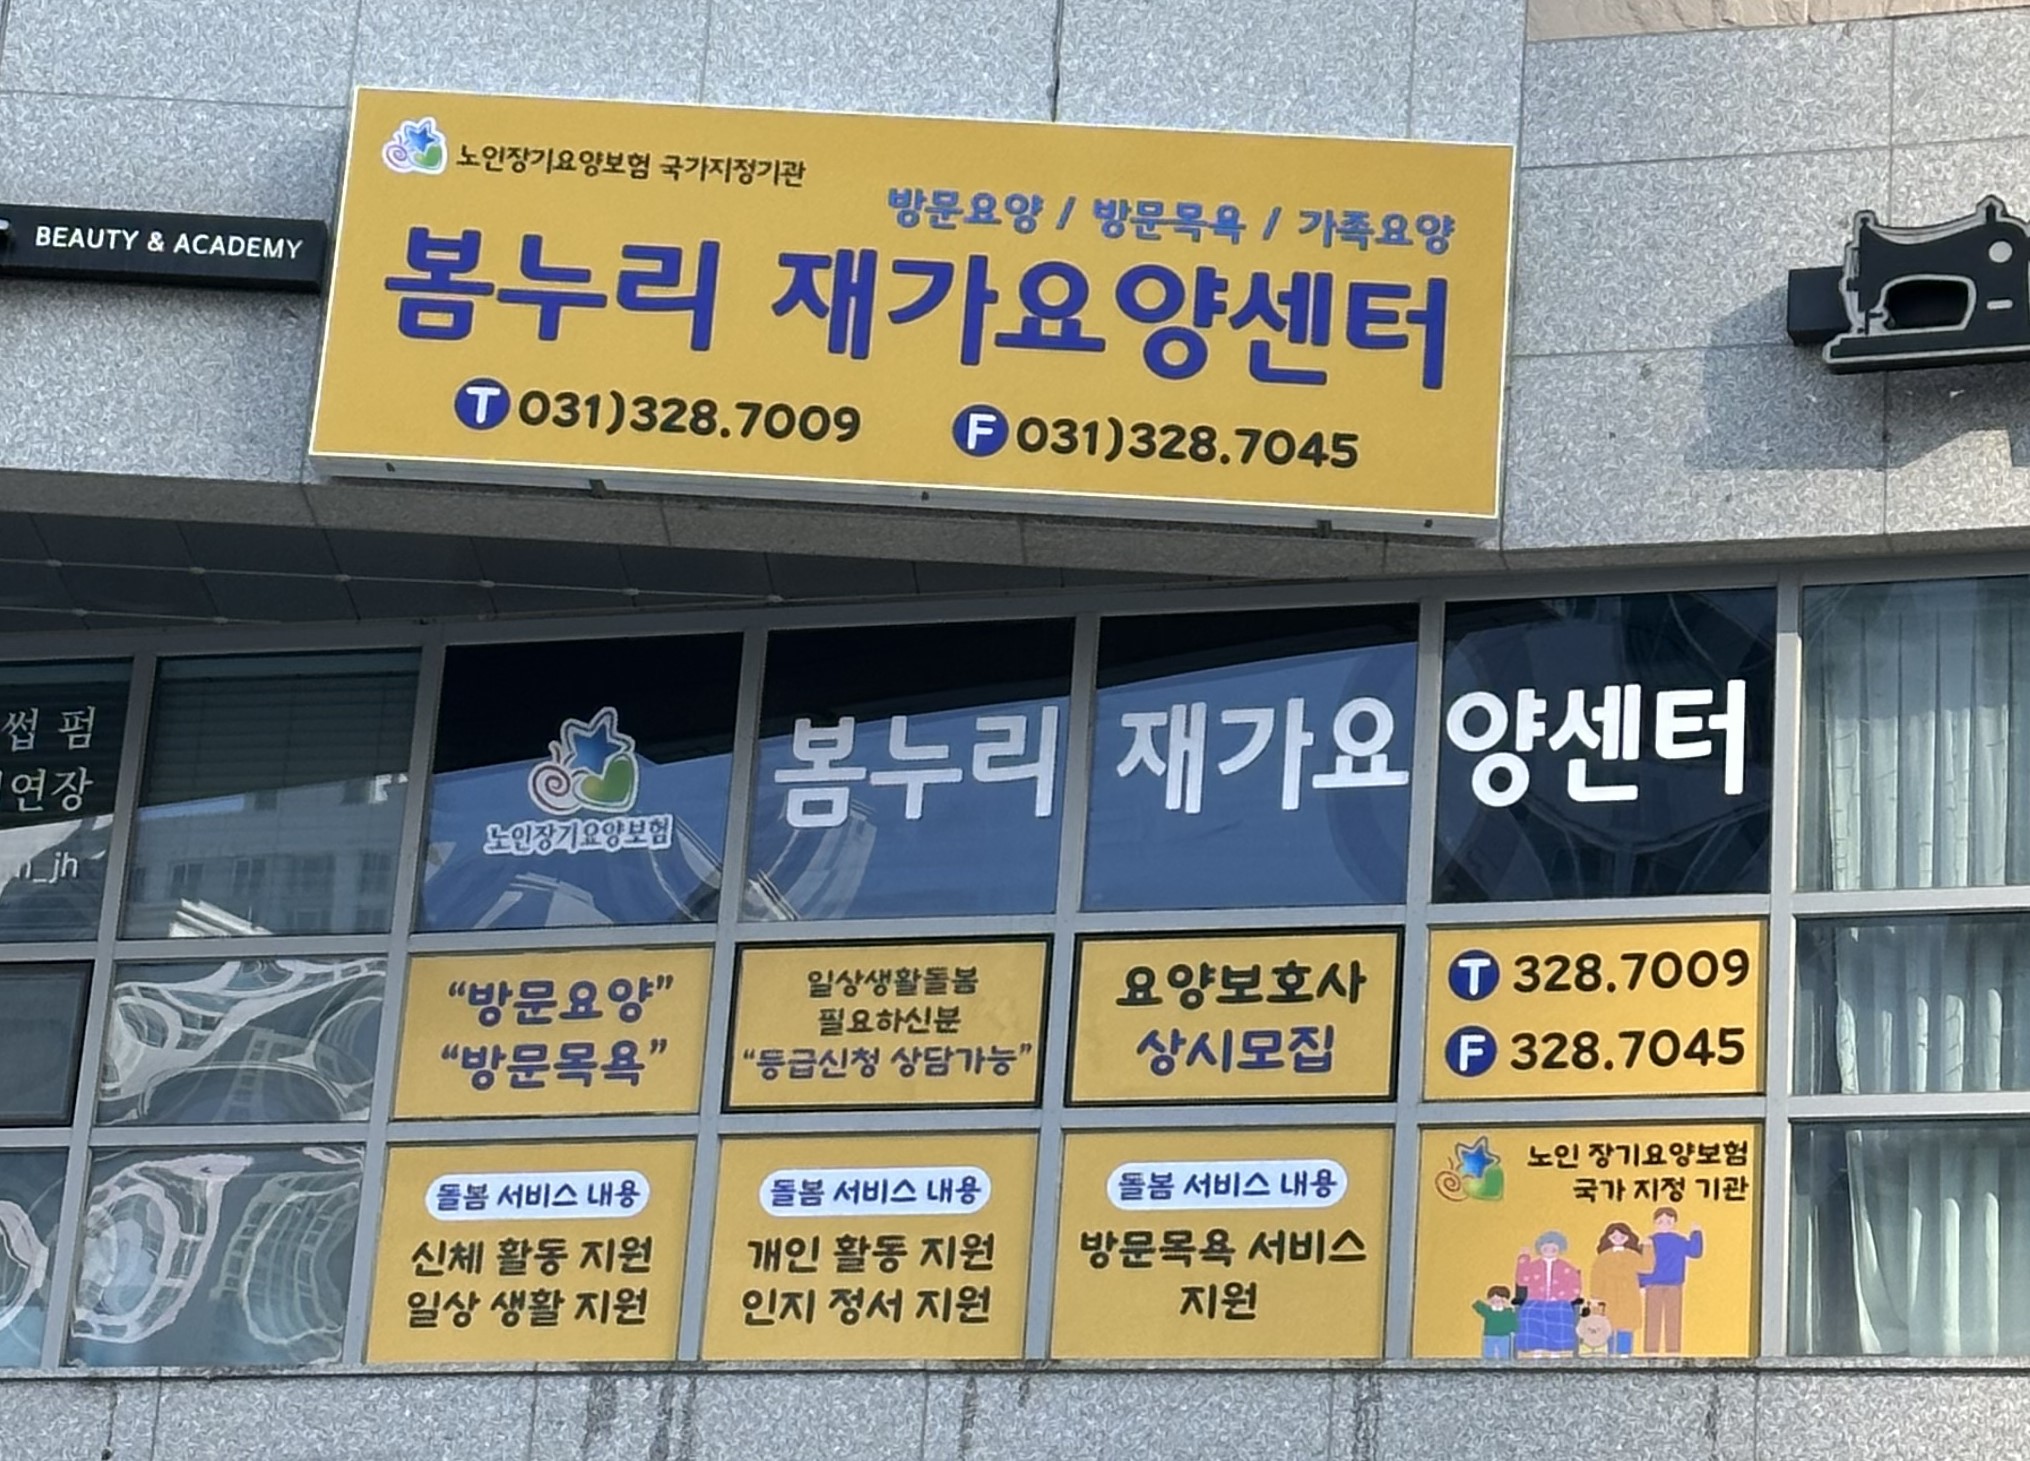 노인장기요양보험 국가지정기관
방문요양 / 방문목욕 / 가족요양
봄누리 재가요양센터
T 031)328.7009
F 031)328.7045
BEAUTY & ACADEMY
썹 펌
연장
_jh
노인장기요양보험
봄누리 재가요양센터
“방문요양”
“방문목욕”
일상생활돌봄
필요하신분
“등급신청 상담가능”
요양보호사
상시모집
T 328.7009
F 328.7045
돌봄 서비스 내용
신체 활동 지원
일상 생활 지원
돌봄 서비스 내용
개인 활동 지원
인지 정서 지원
돌봄 서비스 내용
방문목욕 서비스
지원
노인 장기요양보험
국가 지정 기관